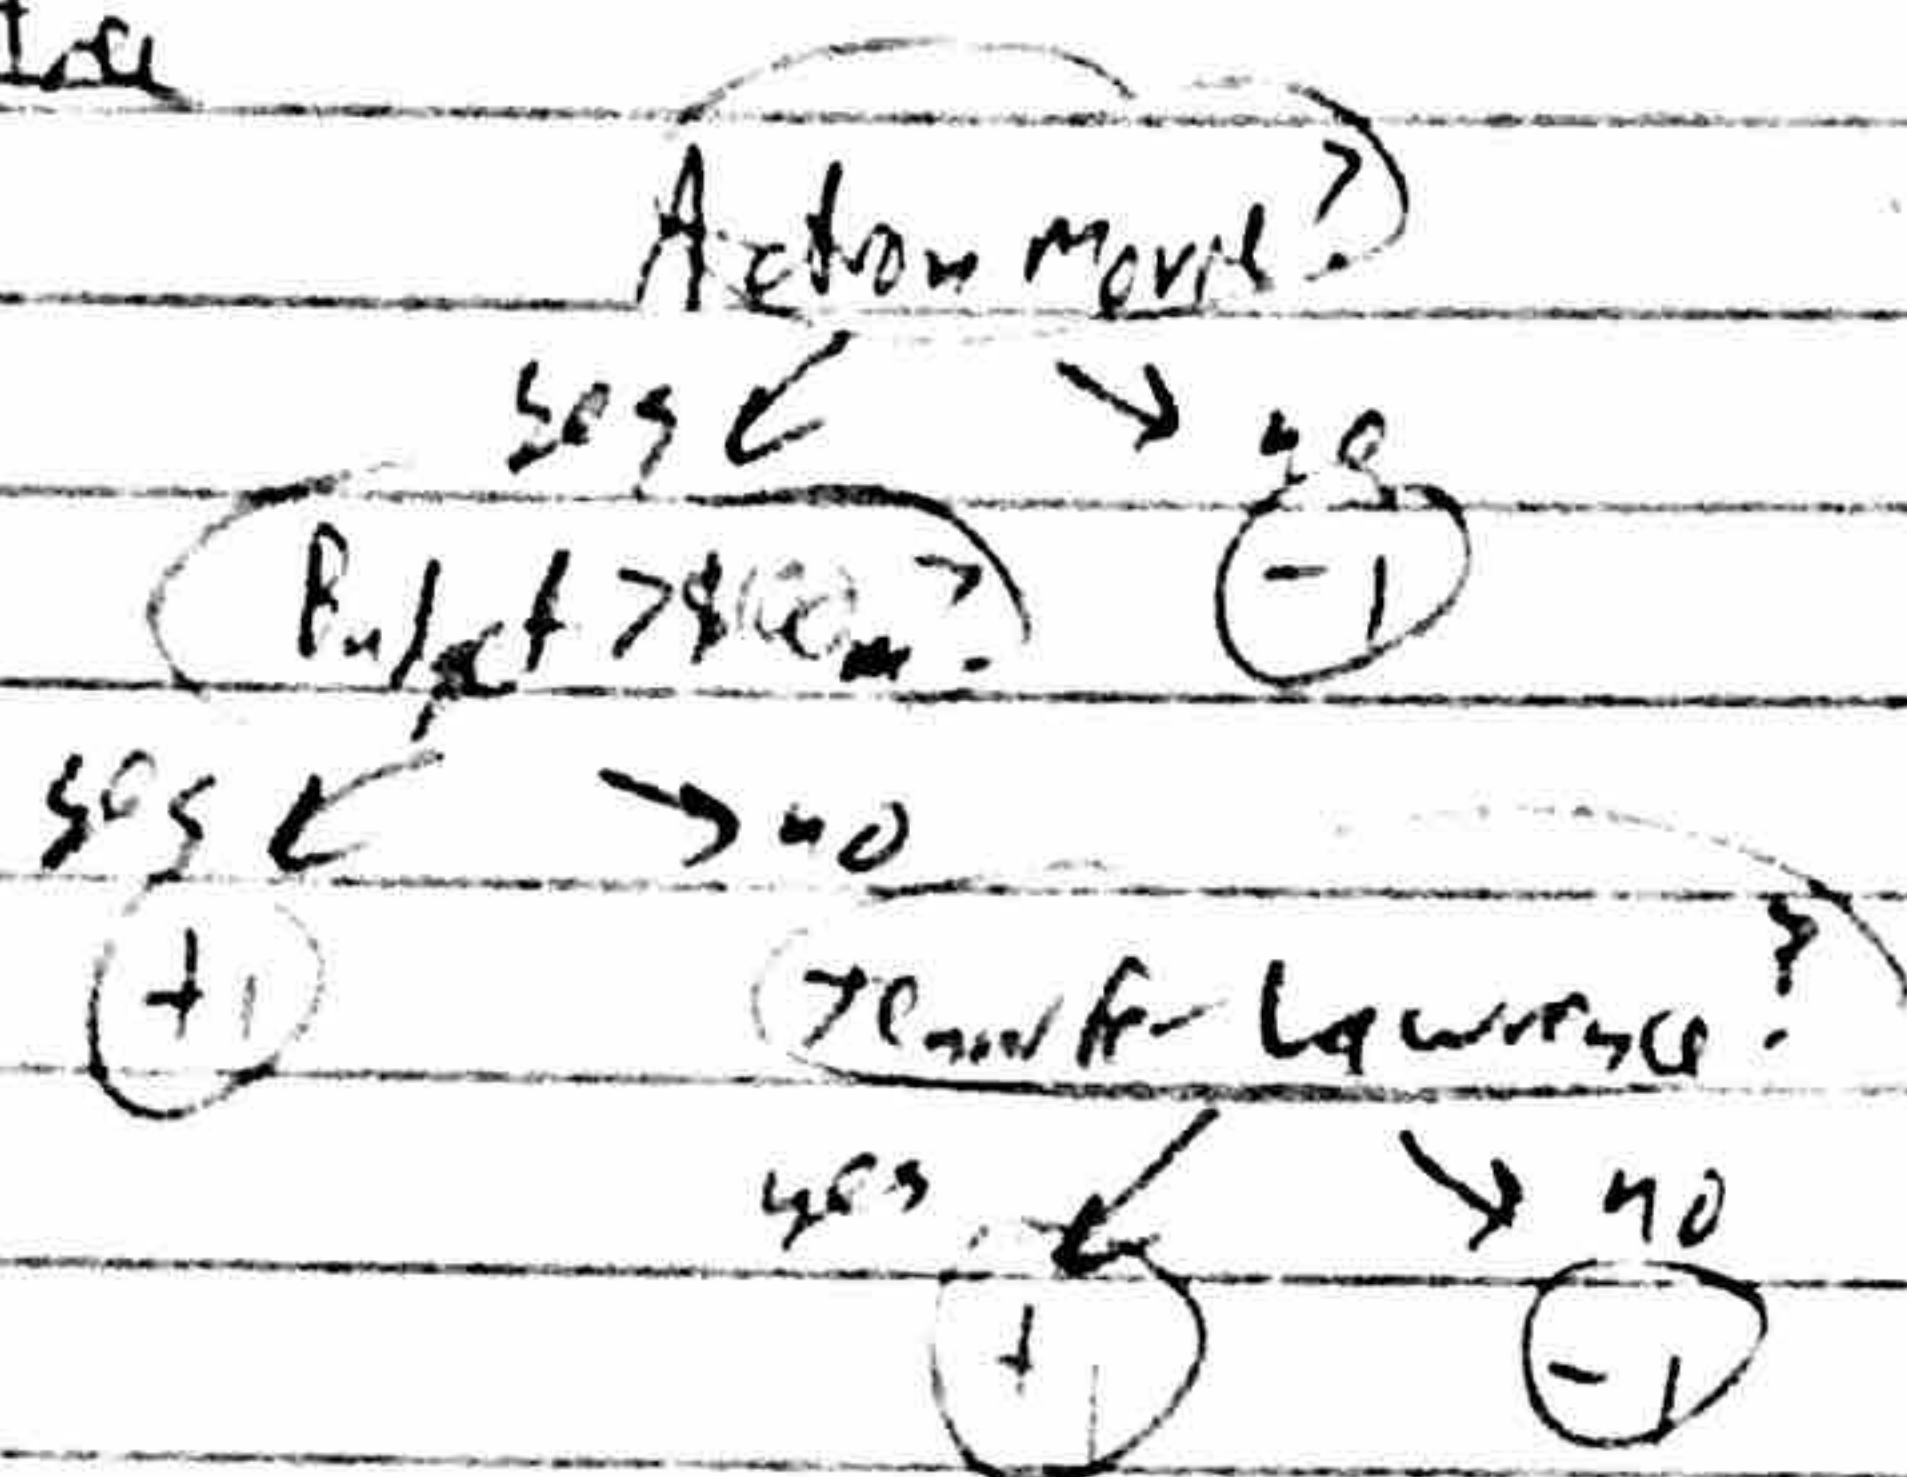 Action Movie?
yes no
Budget >$100m? -1
yes no
+1 Jennifer Lawrence?
yes no
+1 -1